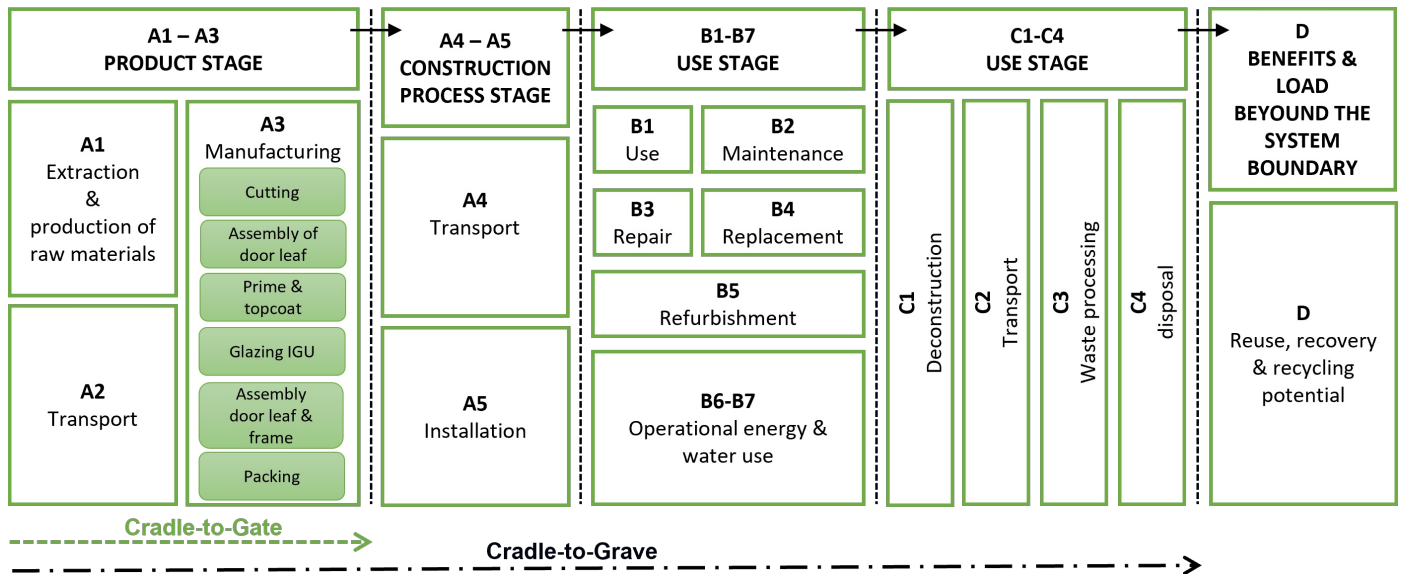 A1 – A3
PRODUCT STAGE
A1
Extraction
&
production of
raw materials
A2
Transport
A3
Manufacturing
Cutting
Assembly of
door leaf
Prime &
topcoat
Glazing IGU
Assembly
door leaf &
frame
Packing
A4 – A5
CONSTRUCTION
PROCESS STAGE
A4
Transport
A5
Installation
B1-B7
USE STAGE
B1
Use
B2
Maintenance
B3
Repair
B4
Replacement
B5
Refurbishment
B6-B7
Operational energy &
water use
C1-C4
USE STAGE
C1
Deconstruction
C2
Transport
C3
Waste processing
C4
disposal
D
BENEFITS &
LOAD
BEYOUND THE
SYSTEM
BOUNDARY
D
Reuse, recovery
& recycling
potential
Cradle-to-Gate
Cradle-to-Grave